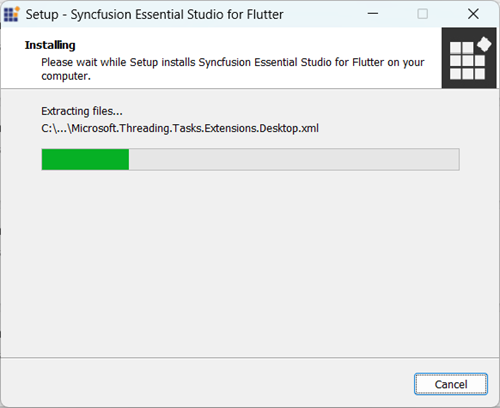 Setup - Syncfusion Essential Studio for Flutter
Installing
Please wait while Setup installs Syncfusion Essential Studio for Flutter on your
computer.
Extracting files...
C:\...\Microsoft.Threading.Tasks.Extensions.Desktop.xml
Cancel